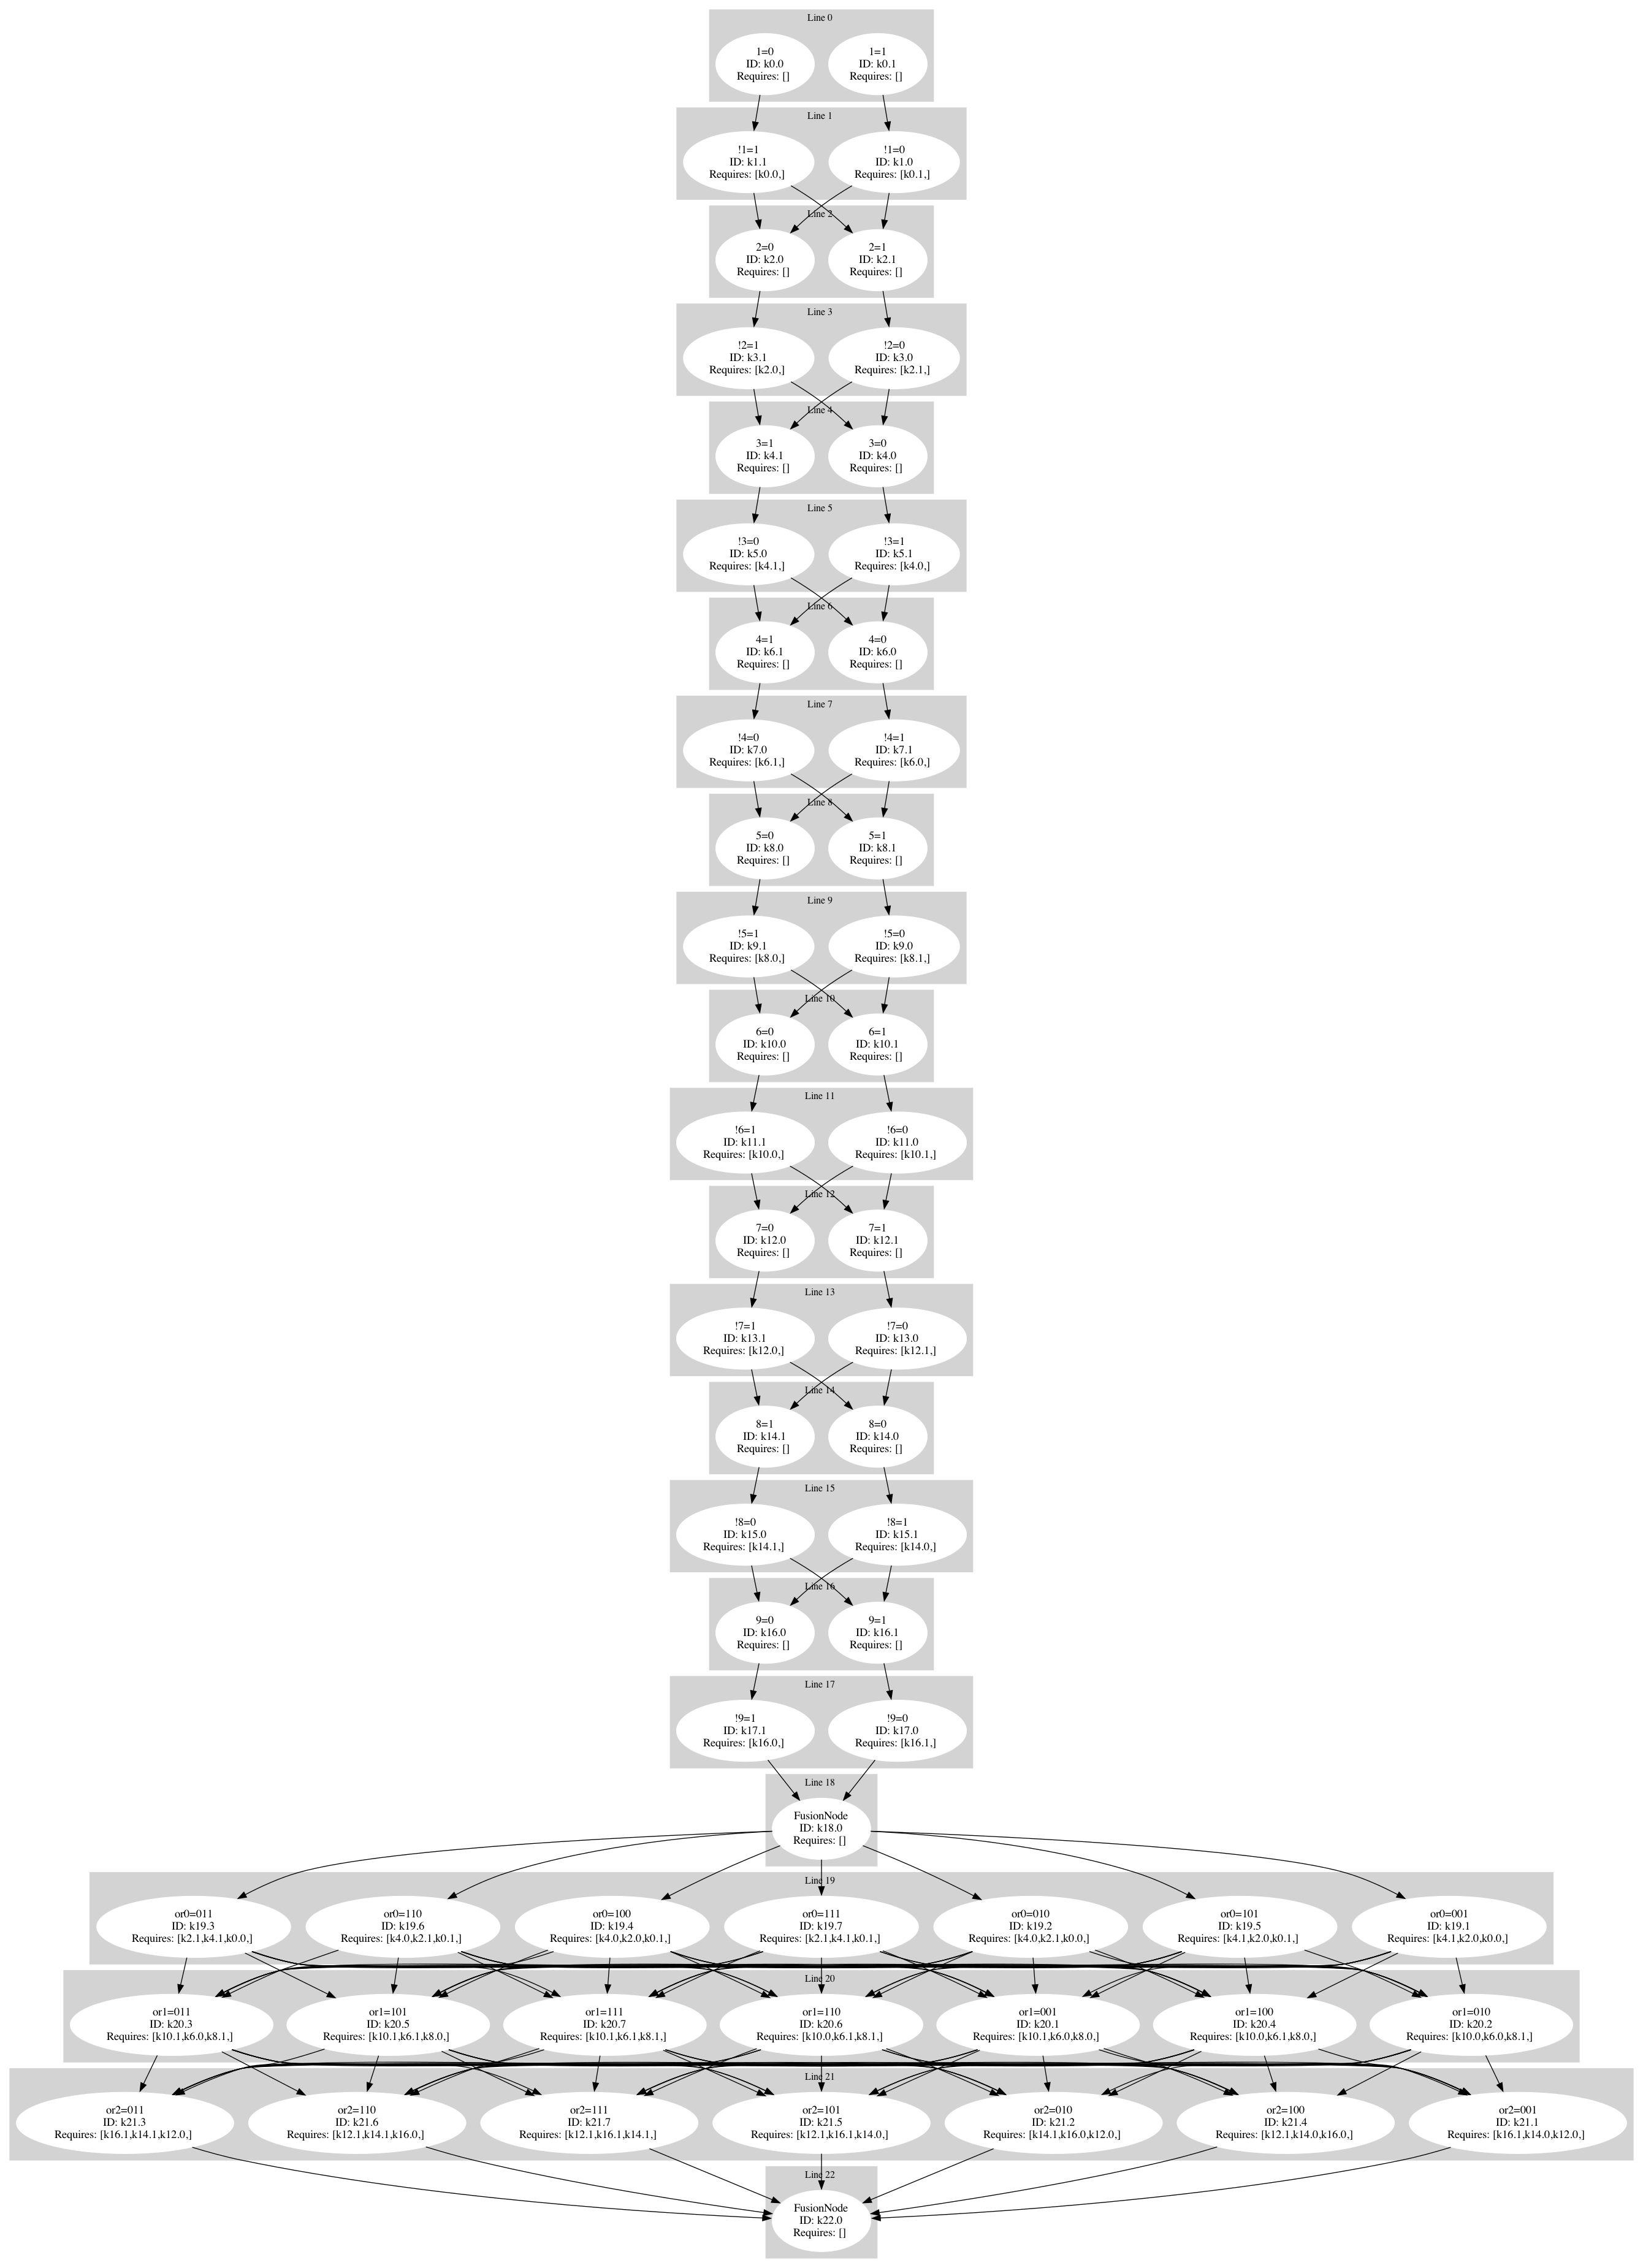 Line 0
1=0
ID: k0.0
Requires: []
1=1
ID: k0.1
Requires: []
Line 1
!1=1
ID: k1.1
Requires: [k0.0,]
!1=0
ID: k1.0
Requires: [k0.1,]
Line 2
2=0
ID: k2.0
Requires: []
2=1
ID: k2.1
Requires: []
Line 3
!2=1
ID: k3.1
Requires: [k2.0,]
!2=0
ID: k3.0
Requires: [k2.1,]
Line 4
3=1
ID: k4.1
Requires: []
3=0
ID: k4.0
Requires: []
Line 5
!3=0
ID: k5.0
Requires: [k4.1,]
!3=1
ID: k5.1
Requires: [k4.0,]
Line 6
4=1
ID: k6.1
Requires: []
4=0
ID: k6.0
Requires: []
Line 7
!4=0
ID: k7.0
Requires: [k6.1,]
!4=1
ID: k7.1
Requires: [k6.0,]
Line 8
5=0
ID: k8.0
Requires: []
5=1
ID: k8.1
Requires: []
Line 9
!5=1
ID: k9.1
Requires: [k8.0,]
!5=0
ID: k9.0
Requires: [k8.1,]
Line 10
6=0
ID: k10.0
Requires: []
6=1
ID: k10.1
Requires: []
Line 11
!6=1
ID: k11.1
Requires: [k10.0,]
!6=0
ID: k11.0
Requires: [k10.1,]
Line 12
7=0
ID: k12.0
Requires: []
7=1
ID: k12.1
Requires: []
Line 13
!7=1
ID: k13.1
Requires: [k12.0,]
!7=0
ID: k13.0
Requires: [k12.1,]
Line 14
8=1
ID: k14.1
Requires: []
8=0
ID: k14.0
Requires: []
Line 15
!8=0
ID: k15.0
Requires: [k14.1,]
!8=1
ID: k15.1
Requires: [k14.0,]
Line 16
9=0
ID: k16.0
Requires: []
9=1
ID: k16.1
Requires: []
Line 17
!9=1
ID: k17.1
Requires: [k16.0,]
!9=0
ID: k17.0
Requires: [k16.1,]
Line 18
FusionNode
ID: k18.0
Requires: []
Line 19
or0=011
ID: k19.3
Requires: [k2.1,k4.1,k0.0,]
or0=110
ID: k19.6
Requires: [k4.0,k2.1,k0.1,]
or0=100
ID: k19.4
Requires: [k4.0,k2.0,k0.1,]
or0=111
ID: k19.7
Requires: [k2.1,k4.1,k0.1,]
or0=010
ID: k19.2
Requires: [k4.0,k2.1,k0.0,]
or0=101
ID: k19.5
Requires: [k4.1,k2.0,k0.1,]
or0=001
ID: k19.1
Requires: [k4.1,k2.0,k0.0,]
Line 20
or1=011
ID: k20.3
Requires: [k10.1,k6.0,k8.1,]
or1=101
ID: k20.5
Requires: [k10.1,k6.1,k8.0,]
or1=111
ID: k20.7
Requires: [k10.1,k6.1,k8.1,]
or1=110
ID: k20.6
Requires: [k10.0,k6.1,k8.1,]
or1=001
ID: k20.1
Requires: [k10.1,k6.0,k8.0,]
or1=100
ID: k20.4
Requires: [k10.0,k6.1,k8.0,]
or1=010
ID: k20.2
Requires: [k10.0,k6.0,k8.1,]
Line 21
or2=011
ID: k21.3
Requires: [k16.1,k14.1,k12.0,]
or2=110
ID: k21.6
Requires: [k12.1,k14.1,k16.0,]
or2=111
ID: k21.7
Requires: [k12.1,k16.1,k14.1,]
or2=101
ID: k21.5
Requires: [k12.1,k16.1,k14.0,]
or2=010
ID: k21.2
Requires: [k14.1,k16.0,k12.0,]
or2=100
ID: k21.4
Requires: [k12.1,k14.0,k16.0,]
or2=001
ID: k21.1
Requires: [k16.1,k14.0,k12.0,]
Line 22
FusionNode
ID: k22.0
Requires: []